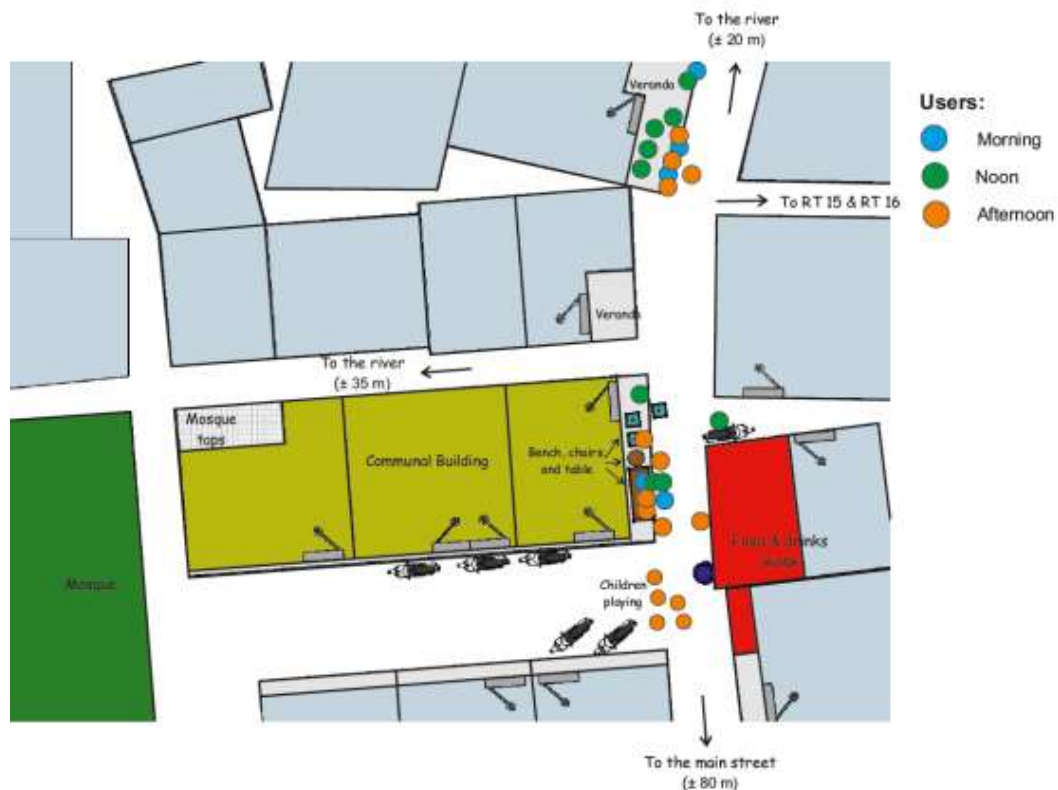 To the river
(± 20 m)
Veranda
Users:
Morning
Noon
Afternoon
To RT 15 & RT 16
Veranda
To the river
(± 35 m)
Mosque
taps
Communal Building
Bench, chairs,
and table
Food & drinks
Mosque
Children
playing
To the main street
(± 80 m)